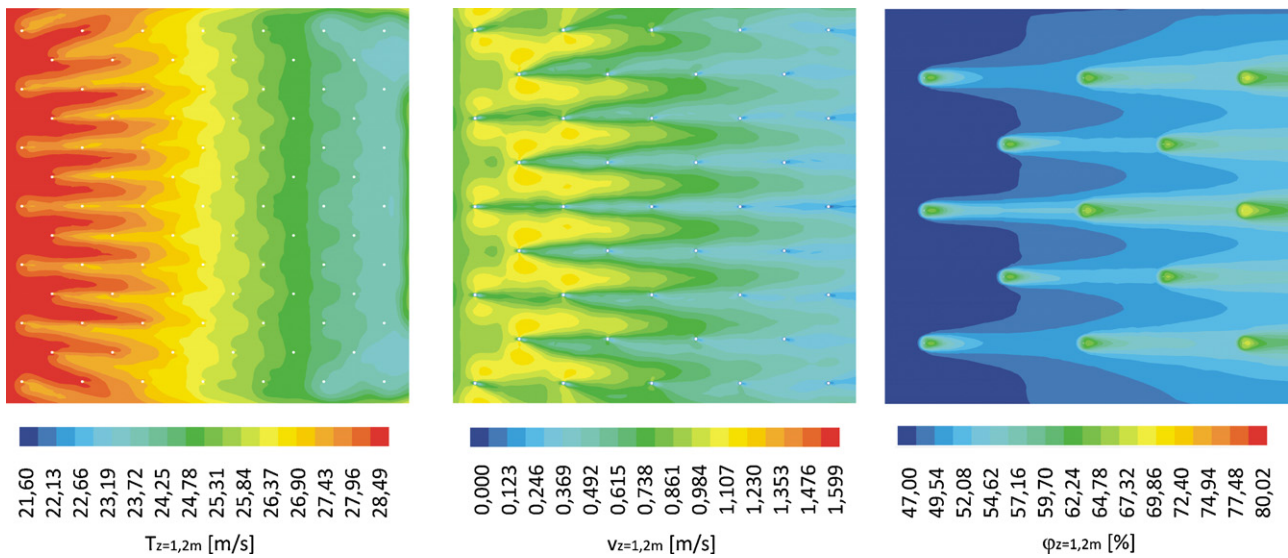 21,60 22,13 22,66 23,19 23,72 24,25 24,78 25,31 25,84 26,37 26,90 27,43 27,96 28,49
Tz=1,2m [m/s]
0,000 0,123 0,246 0,369 0,492 0,615 0,738 0,861 0,984 1,107 1,230 1,353 1,476 1,599
vz=1,2m [m/s]
47,00 49,54 52,08 54,62 57,16 59,70 62,24 64,78 67,32 69,86 72,40 74,94 77,48 80,02
φz=1,2m [%]